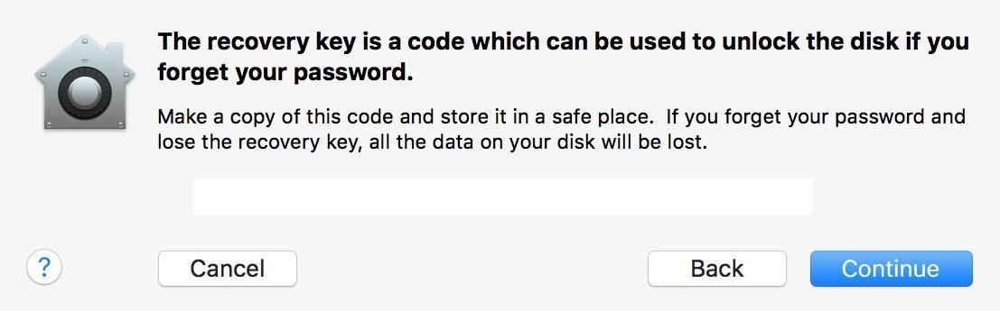 The recovery key is a code which can be used to unlock the disk if you
forget your password.
Make a copy of this code and store it in a safe place.  If you forget your password and
lose the recovery key, all the data on your disk will be lost.
?
Cancel
Back
Continue